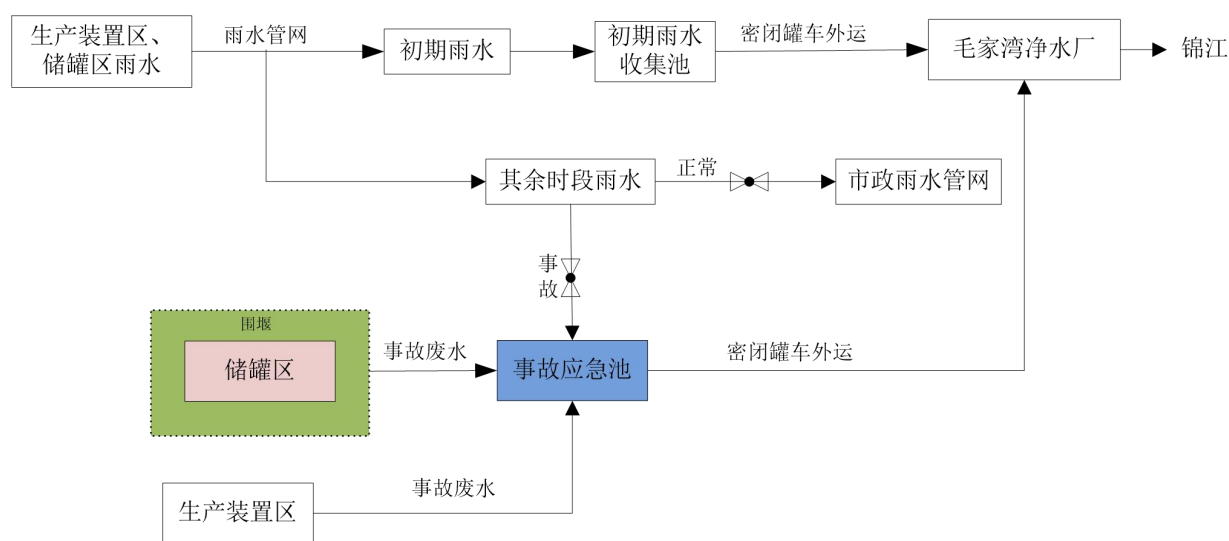 生产装置区、
储罐区雨水
雨水管网
初期雨水
初期雨水
收集池
密闭罐车外运
毛家湾净水厂
锦江
其余时段雨水
正常
市政雨水管网
事
故
围堰
储罐区
事故废水
事故应急池
密闭罐车外运
事故废水
生产装置区